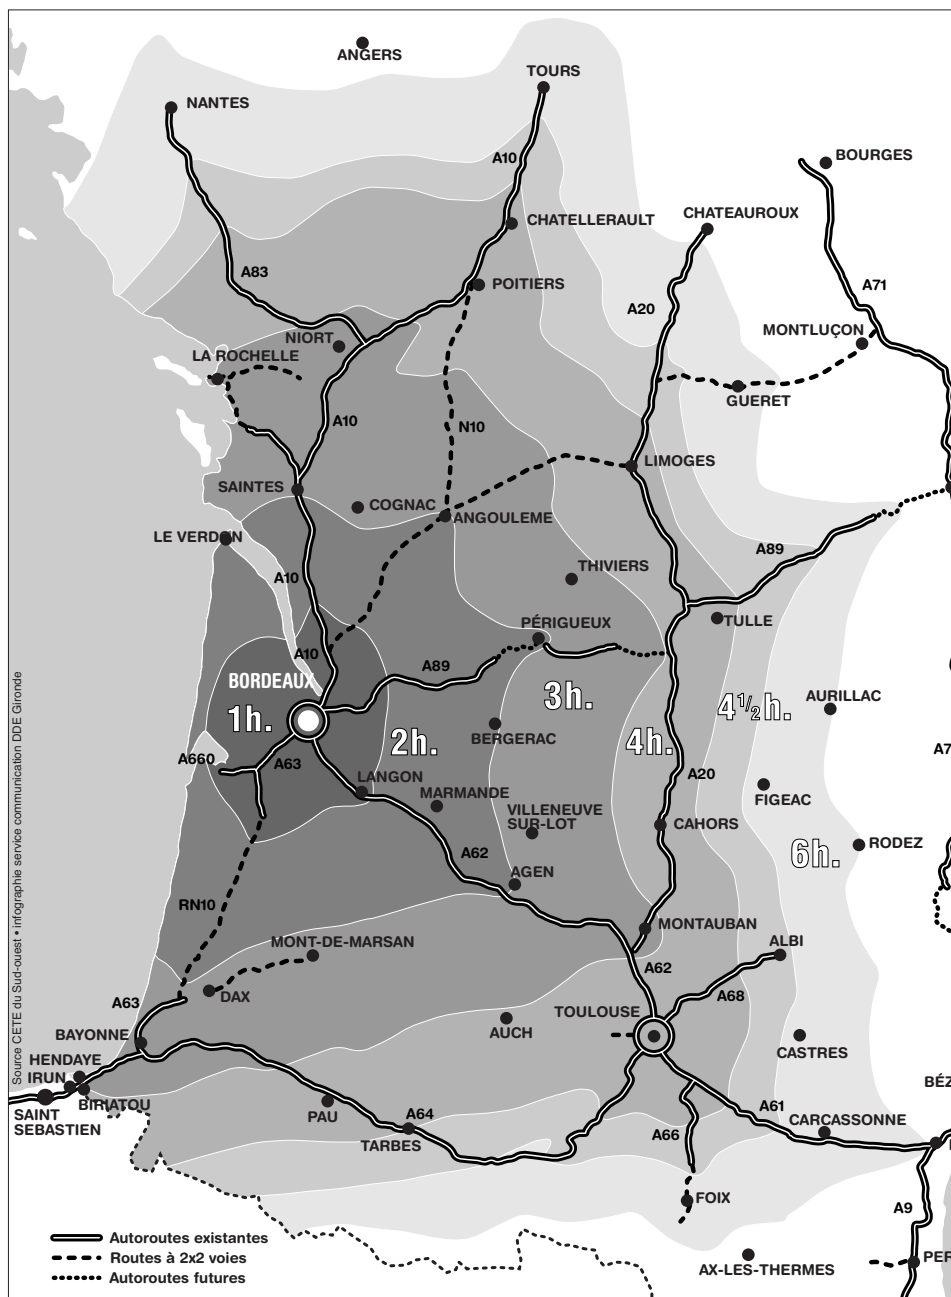 ANGERS
TOURS
NANTES
A10
BOURGES
CHATELLERAULT
CHATEAUROUX
A83
POITIERS
A71
A20
NIORT
MONTLUÇON
LA ROCHELLE
GUERET
A10
N10
LIMOGES
SAINTES
COGNAC
ANGOULEME
LE VERDON
A89
A10
THIVIERS
TULLE
PÉRIGUEUX
A10
A89
BORDEAUX
1h.
2h.
3h.
4h.
4 1/2h.
AURILLAC
BERGERAC
A660
A63
A7
LANGON
A20
MARMANDE
FIGEAC
VILLENEUVE
SUR-LOT
CAHORS
RODEZ
6h.
A62
AGEN
RN10
MONTAUBAN
MONT-DE-MARSAN
ALBI
A62
DAX
A68
A63
TOULOUSE
AUCH
BAYONNE
CASTRES
HENDAYE
IRUN
BIRIATOU
SAINT
SEBASTIEN
BÉZ
PAU
A64
A61
CARCASSONNE
TARBES
A66
FOIX
A9
AX-LES-THERMES
PER
Autoroutes existantes
Routes à 2x2 voies
Autoroutes futures
Source CETE du Sud-ouest • infographie service communication DDE Gironde